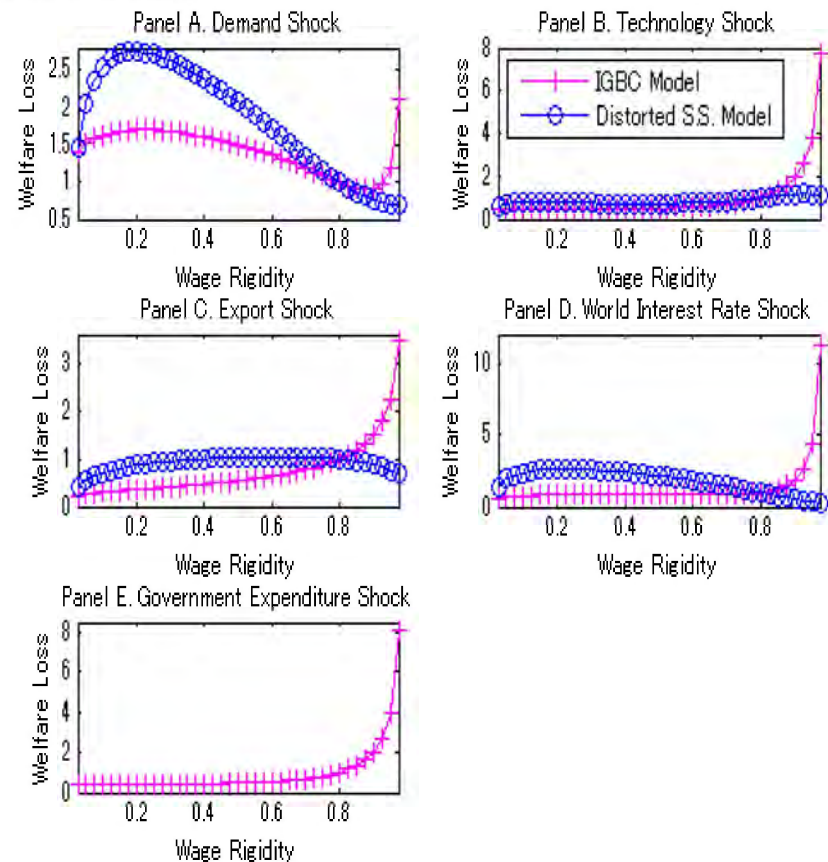 Panel A. Demand Shock
Welfare Loss
2.5
2
1.5
1
0.5
0.2 0.4 0.6 0.8
Wage Rigidity
Panel B. Technology Shock
Welfare Loss
8
6
4
2
0
IGBC Model
Distorted S.S. Model
0.2 0.4 0.6 0.8
Wage Rigidity
Panel C. Export Shock
Welfare Loss
3
2
1
0
0.2 0.4 0.6 0.8
Wage Rigidity
Panel D. World Interest Rate Shock
Welfare Loss
10
5
0
0.2 0.4 0.6 0.8
Wage Rigidity
Panel E. Government Expenditure Shock
Welfare Loss
8
6
4
2
0
0.2 0.4 0.6 0.8
Wage Rigidity